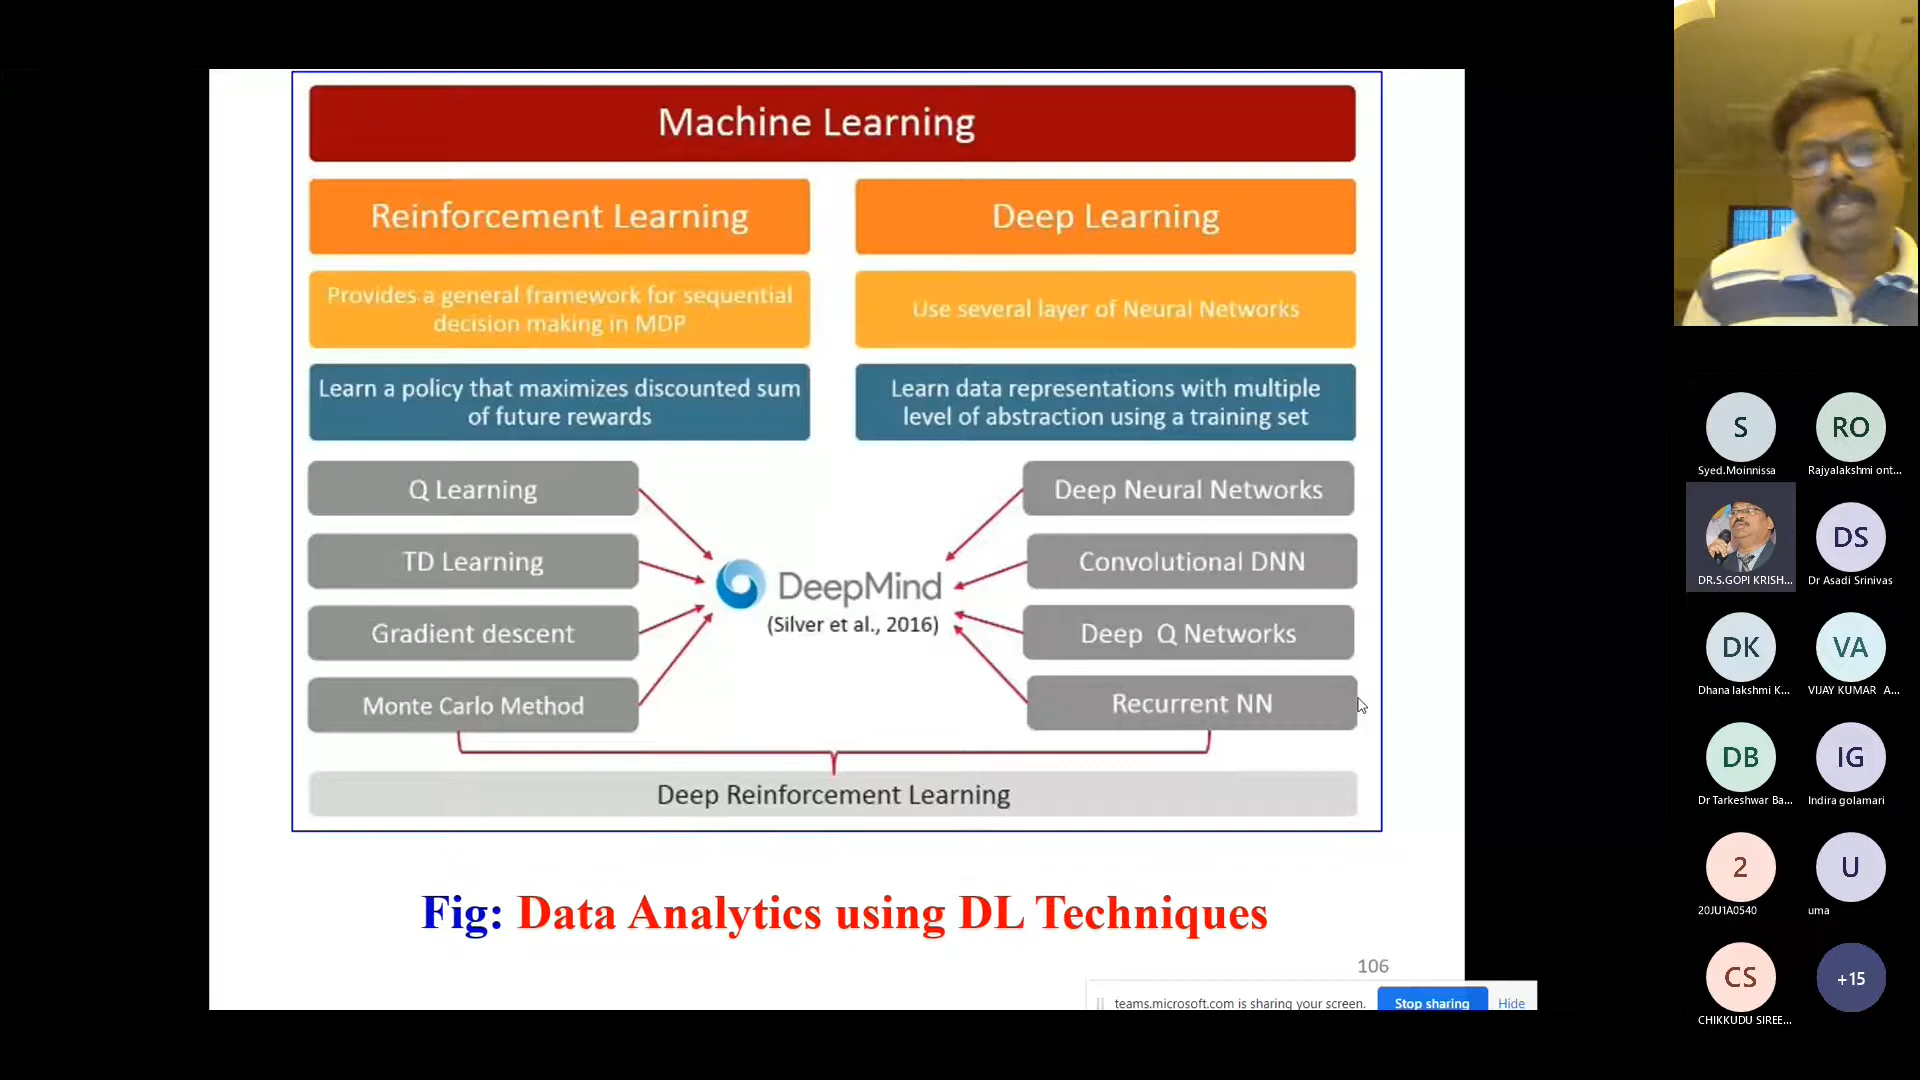 Machine Learning
Reinforcement Learning
Deep Learning
Provides a general framework for sequential
decision making in MDP
Use several layer of Neural Networks
Learn a policy that maximizes discounted sum
of future rewards
Learn data representations with multiple
level of abstraction using a training set
Q Learning
TD Learning
Gradient descent
Monte Carlo Method
DeepMind
(Silver et al., 2016)
Deep Neural Networks
Convolutional DNN
Deep Q Networks
Recurrent NN
Deep Reinforcement Learning
Fig: Data Analytics using DL Techniques
106
teams.microsoft.com is sharing your screen.
Stop sharing
Hide
S
Syed.Moinnissa
RO
Rajyalakshmi ont...
DR.S.GOPI KRISH...
DS
Dr Asadi Srinivas
DK
Dhana lakshmi K...
VA
VIJAY KUMAR A...
DB
Dr Tarkeshwar Ba...
IG
Indira golamari
2
20JU1A0540
U
uma
CS
CHIKKUDU SIREE...
+15